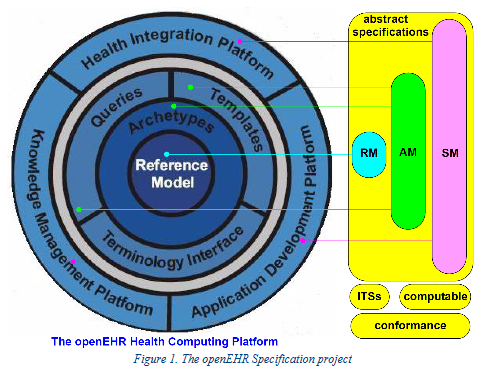 Health Integration Platform
Queries
Templates
Archetypes
Reference
Model
Terminology Interface
Knowledge Management Platform
Application Development Platform
abstract
specifications
RM
AM
SM
ITSs
computable
conformance
The openEHR Health Computing Platform
Figure 1. The openEHR Specification project